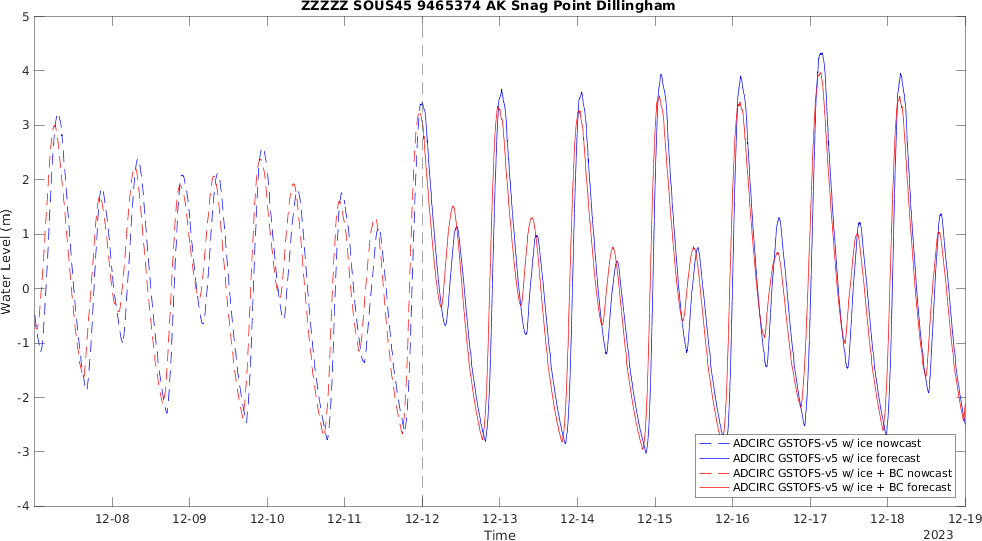 ZZZZZ SOUS45 9465374 AK Snag Point Dillingham
5
4
3
2
1
0
-1
-2
-3
-4
Water Level (m)
ADCIRC GSTOFS-v5 w/ ice nowcast
ADCIRC GSTOFS-v5 w/ ice forecast
ADCIRC GSTOFS-v5 w/ ice + BC nowcast
ADCIRC GSTOFS-v5 w/ ice + BC forecast
12-08 12-09 12-10 12-11 12-12 12-13 12-14 12-15 12-16 12-17 12-18 12-19
Time
2023